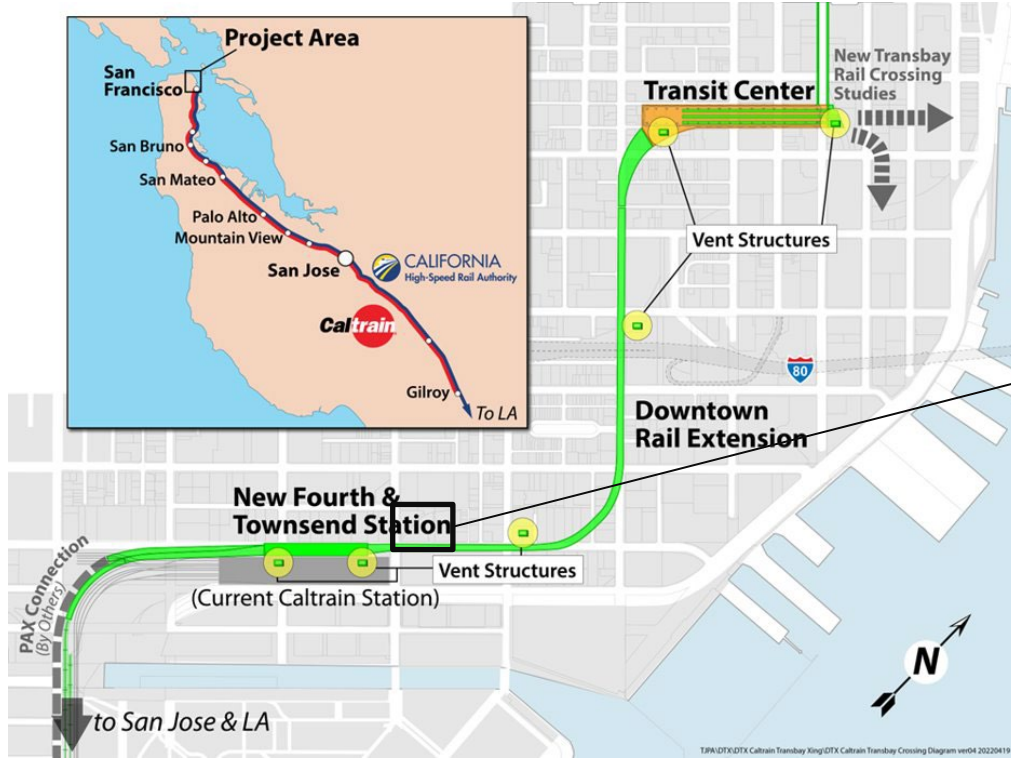 Project Area
San
Francisco
San Bruno
San Mateo
Palo Alto
Mountain View
San Jose
CALIFORNIA
High-Speed Rail Authority
Caltrain
Gilroy
To LA
Transit Center
New Transbay
Rail Crossing
Studies
Vent Structures
80
Downtown
Rail Extension
New Fourth &
Townsend Station
Vent Structures
(Current Caltrain Station)
PAX Connection
(By Others)
to San Jose & LA
N
TJPA\DTX\DTX Caltrain Transbay Xing\DTX Caltrain Transbay Crossing Diagram ver04 20220419